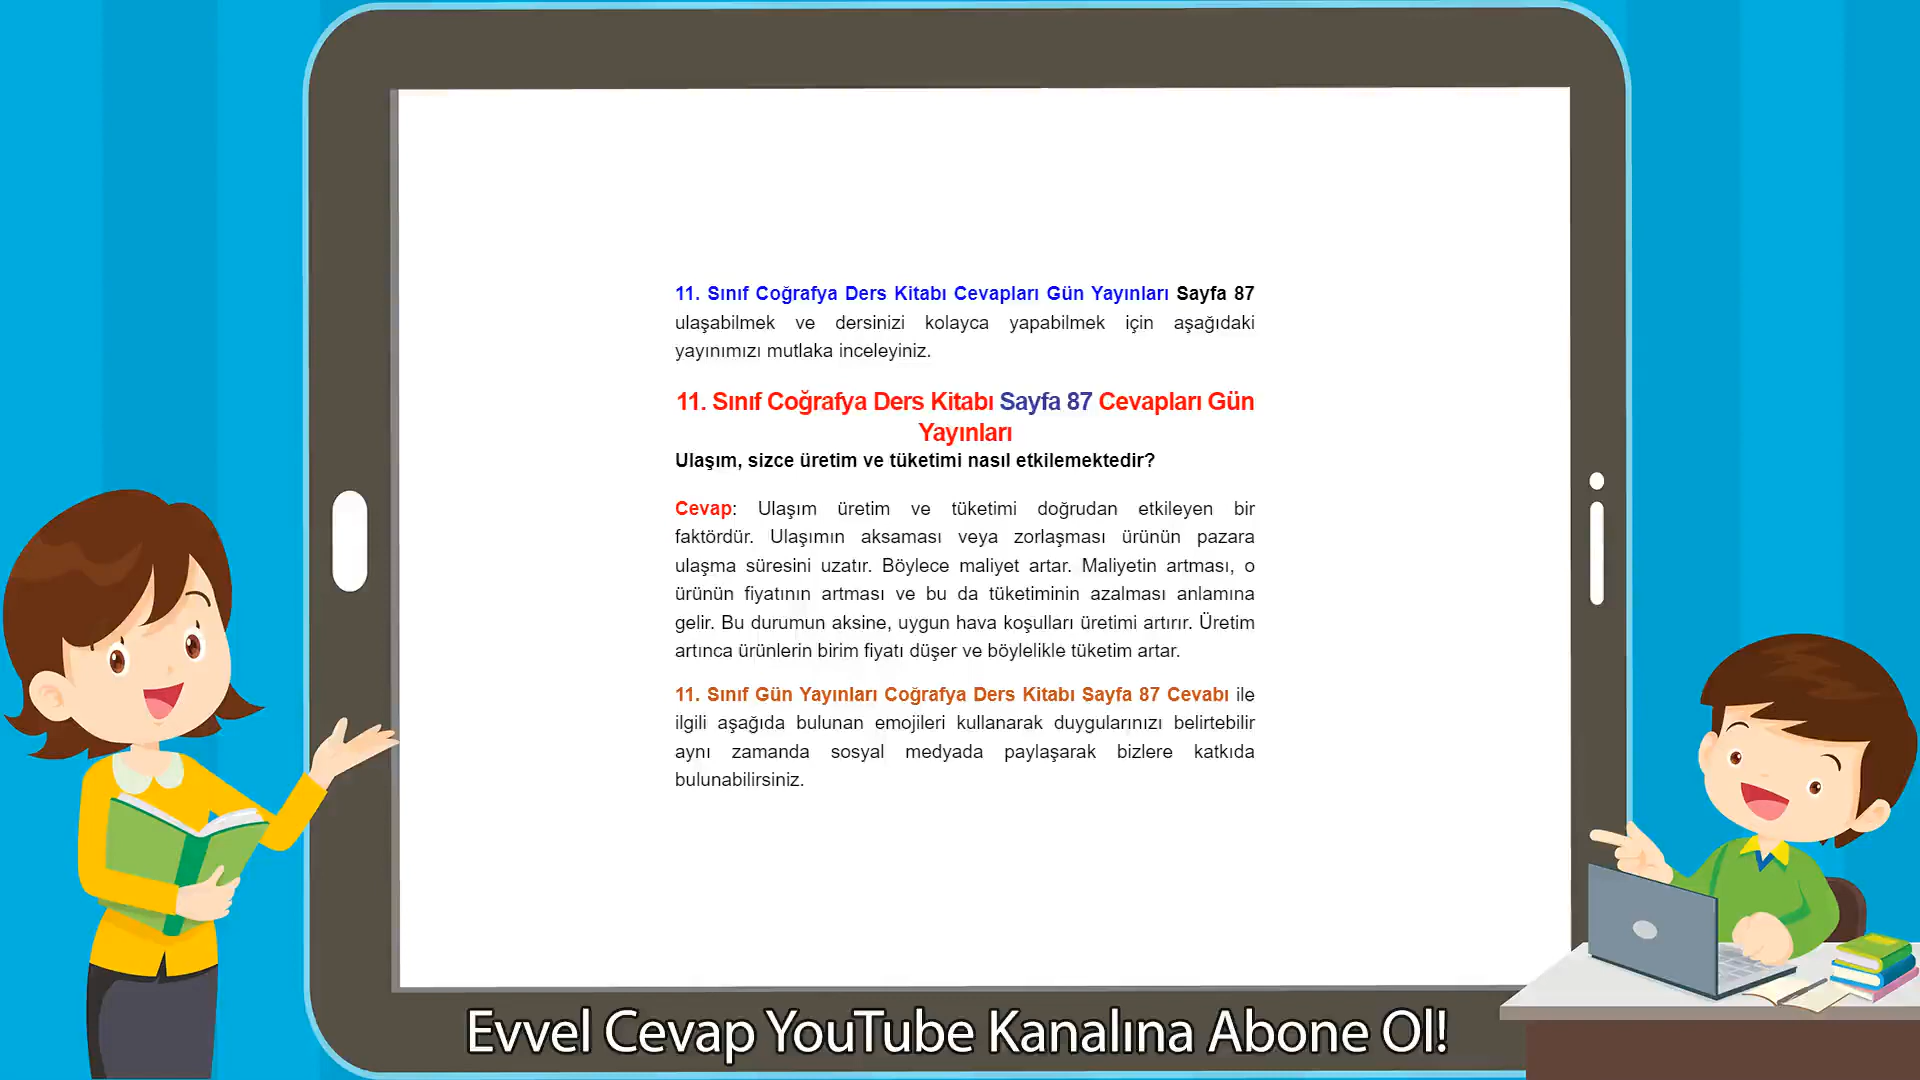 11. Sınıf Coğrafya Ders Kitabı Cevapları Gün Yayınları Sayfa 87
ulaşabilmek ve dersinizi kolayca yapabilmek için aşağıdaki
yayınımızı mutlaka inceleyiniz.
11. Sınıf Coğrafya Ders Kitabı Sayfa 87 Cevapları Gün
Yayınları
Ulaşım, sizce üretim ve tüketimi nasıl etkilemektedir?
Cevap: Ulaşım üretim ve tüketimi doğrudan etkileyen bir
faktördür. Ulaşımın aksaması veya zorlaşması ürünün pazara
ulaşma süresini uzatır. Böylece maliyet artar. Maliyetin artması, o
ürünün fiyatının artması ve bu da tüketiminin azalması anlamına
gelir. Bu durumun aksine, uygun hava koşulları üretimi artırır. Üretim
artınca ürünlerin birim fiyatı düşer ve böylelikle tüketim artar.
11. Sınıf Gün Yayınları Coğrafya Ders Kitabı Sayfa 87 Cevabı ile
ilgili aşağıda bulunan emojileri kullanarak duygularınızı belirtebilir
aynı zamanda sosyal medyada paylaşarak bizlere katkıda
bulunabilirsiniz.
Evvel Cevap YouTube Kanalına Abone Ol!